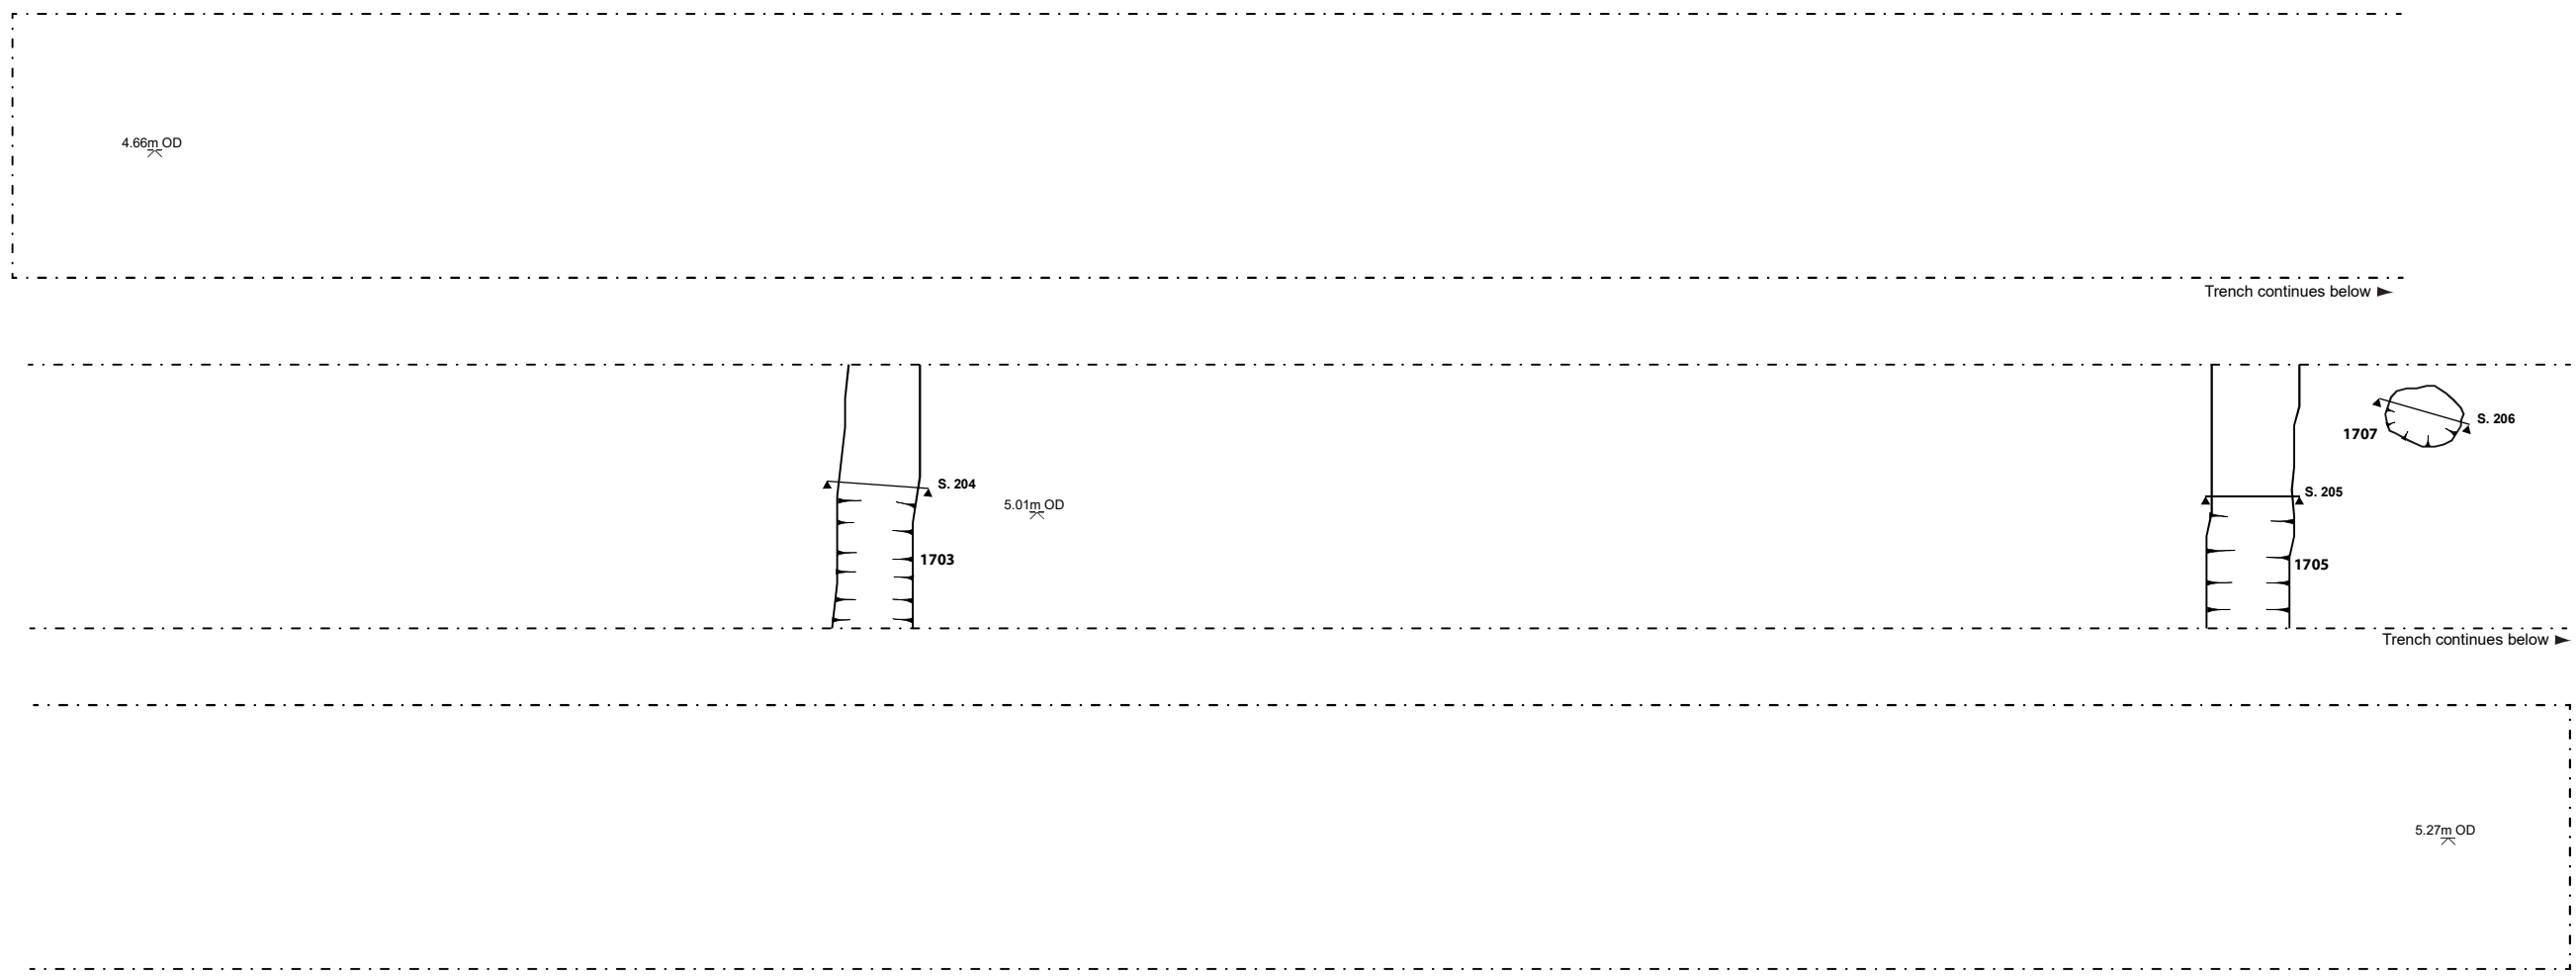 4.66m OD
Trench continues below ►
S. 206
1707
S. 204
S. 205
5.01m OD
1703
1705
Trench continues below ►
5.27m OD